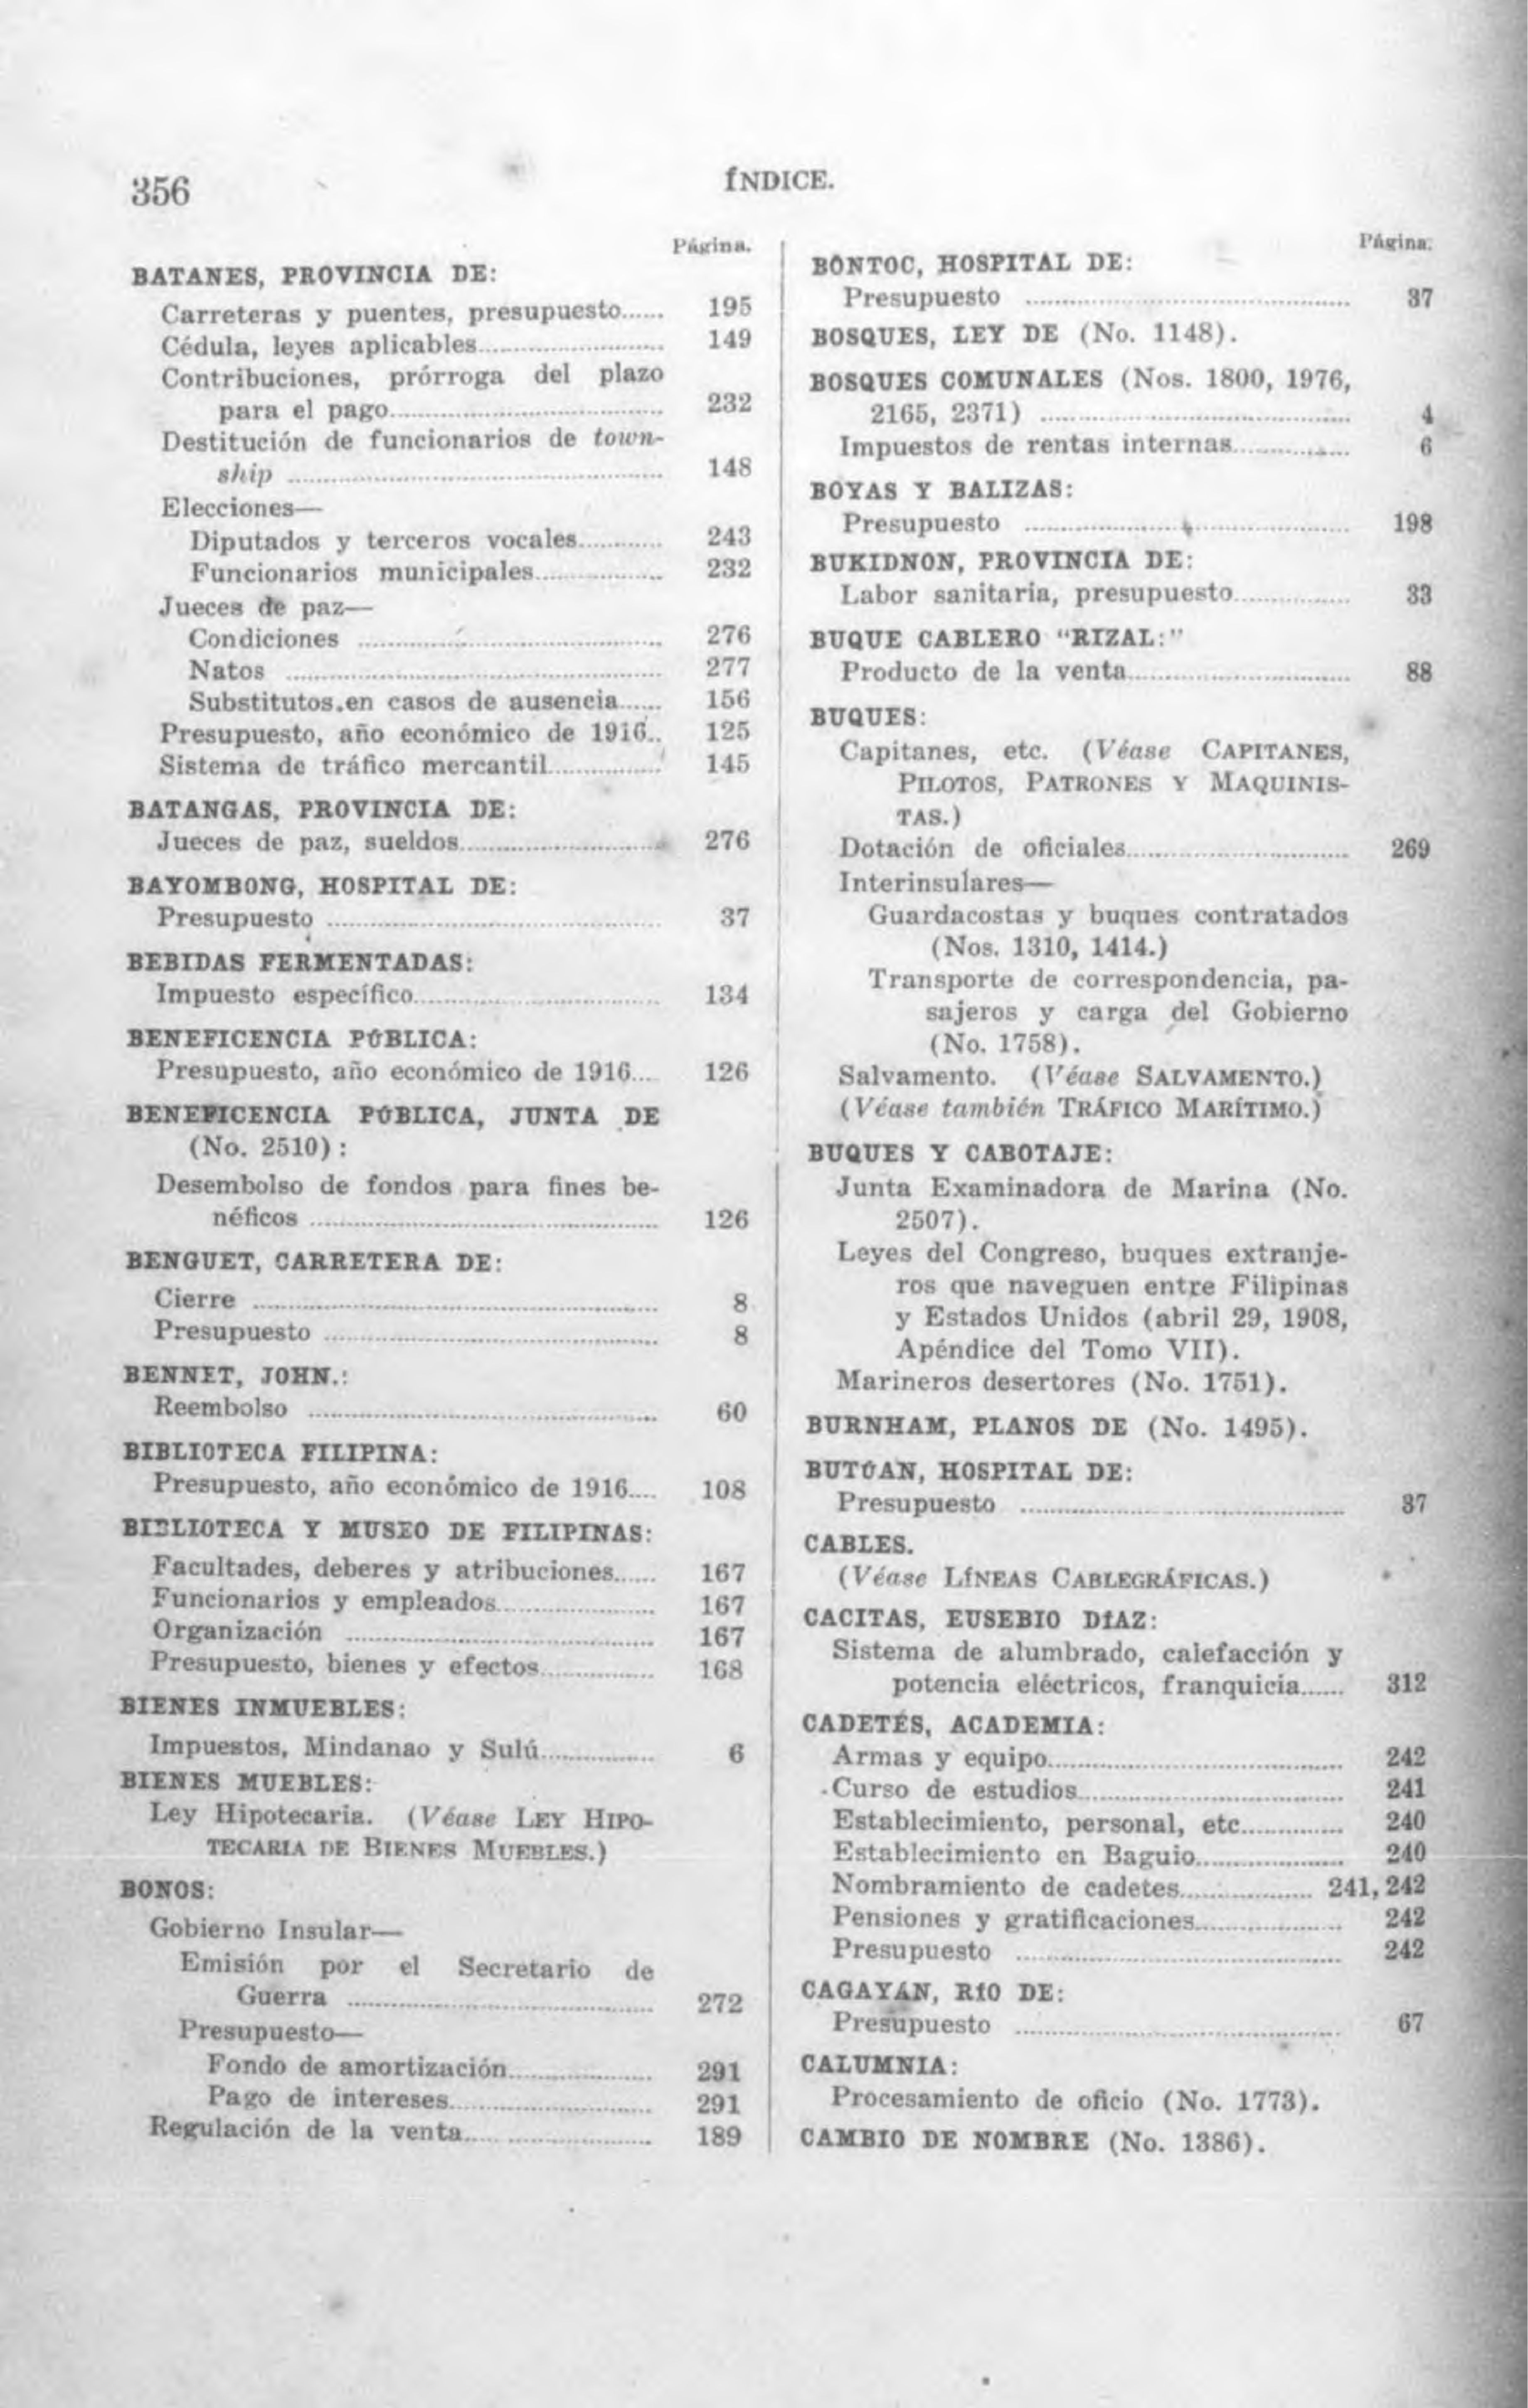 356
ÍNDICE.
Página.
BATANES, PROVINCIA DE:
Carreteras y puentes, presupuesto...... 195
Cédula, leyes aplicables.......................... 149
Contribuciones, prórroga del plazo
para el pago...................................... 232
Destitución de funcionarios de town-
ship .................................................... 148
Elecciones—
Diputados y terceros vocales............ 243
Funcionarios municipales.................. 232
Jueces de paz—
Condiciones .......................................... 276
Natos .................................................... 277
Substitutos en casos de ausencia...... 156
Presupuesto, año económico de 1916.. 125
Sistema de tráfico mercantil................ 145
BATANGAS, PROVINCIA DE:
Jueces de paz, sueldos............................ 276
BAYOMBONG, HOSPITAL DE:
Presupuesto .............................................. 37
BEBIDAS FERMENTADAS:
Impuesto específico.................................. 134
BENEFICENCIA PÚBLICA:
Presupuesto, año económico de 1916... 126
BENEFICENCIA PÚBLICA, JUNTA DE
(No. 2510):
Desembolso de fondos para fines be-
néficos ................................................ 126
BENGUET, CARRETERA DE:
Cierre ........................................................ 8
Presupuesto .............................................. 8
BENNET, JOHN.:
Reembolso ................................................ 60
BIBLIOTECA FILIPINA:
Presupuesto, año económico de 1916.... 108
BIBLIOTECA Y MUSEO DE FILIPINAS:
Facultades, deberes y atribuciones...... 167
Funcionarios y empleados...................... 167
Organización .......................................... 167
Presupuesto, bienes y efectos................ 168
BIENES INMUEBLES:
Impuestos, Mindanao y Sulú................ 6
BIENES MUEBLES:
Ley Hipotecaria. (Véase LEY HIPO-
TECARIA DE BIENES MUEBLES.)
BONOS:
Gobierno Insular—
Emisión por el Secretario de
Guerra .......................................... 272
Presupuesto—
Fondo de amortización.................... 291
Pago de intereses............................ 291
Regulación de la venta.......................... 189
Página.
BONTOC, HOSPITAL DE:
Presupuesto ............................................ 37
BOSQUES, LEY DE (No. 1148).
BOSQUES COMUNALES (Nos. 1800, 1976,
2165, 2371) .......................................... 4
Impuestos de rentas internas................ 6
BOYAS Y BALIZAS:
Presupuesto ............................................ 198
BUKIDNON, PROVINCIA DE:
Labor sanitaria, presupuesto................ 33
BUQUE CABLERO "RIZAL:"
Producto de la venta.............................. 88
BUQUES:
Capitanes, etc. (Véase CAPITANES,
PILOTOS, PATRONES Y MAQUINIS-
TAS.)
Dotación de oficiales.............................. 269
Interinsulares—
Guardacostas y buques contratados
(Nos. 1310, 1414.)
Transporte de correspondencia, pa-
sajeros y carga del Gobierno
(No. 1758).
Salvamento. (Véase SALVAMENTO.)
(Véase también TRÁFICO MARÍTIMO.)
BUQUES Y CABOTAJE:
Junta Examinadora de Marina (No.
2507).
Leyes del Congreso, buques extranje-
ros que naveguen entre Filipinas
y Estados Unidos (abril 29, 1908,
Apéndice del Tomo VII).
Marineros desertores (No. 1751).
BURNHAM, PLANOS DE (No. 1495).
BUTÚAN, HOSPITAL DE:
Presupuesto ............................................ 37
CABLES.
(Véase LÍNEAS CABLEGRÁFICAS.)
CACITAS, EUSEBIO DÍAZ:
Sistema de alumbrado, calefacción y
potencia eléctricos, franquicia...... 312
CADETES, ACADEMIA:
Armas y equipo........................................ 242
Curso de estudios.................................... 241
Establecimiento, personal, etc.............. 240
Establecimiento en Baguio.................... 240
Nombramiento de cadetes.................. 241, 242
Pensiones y gratificaciones.................... 242
Presupuesto ............................................ 242
CAGAYÁN, RÍO DE:
Presupuesto ............................................ 67
CALUMNIA:
Procesamiento de oficio (No. 1773).
CAMBIO DE NOMBRE (No. 1386).